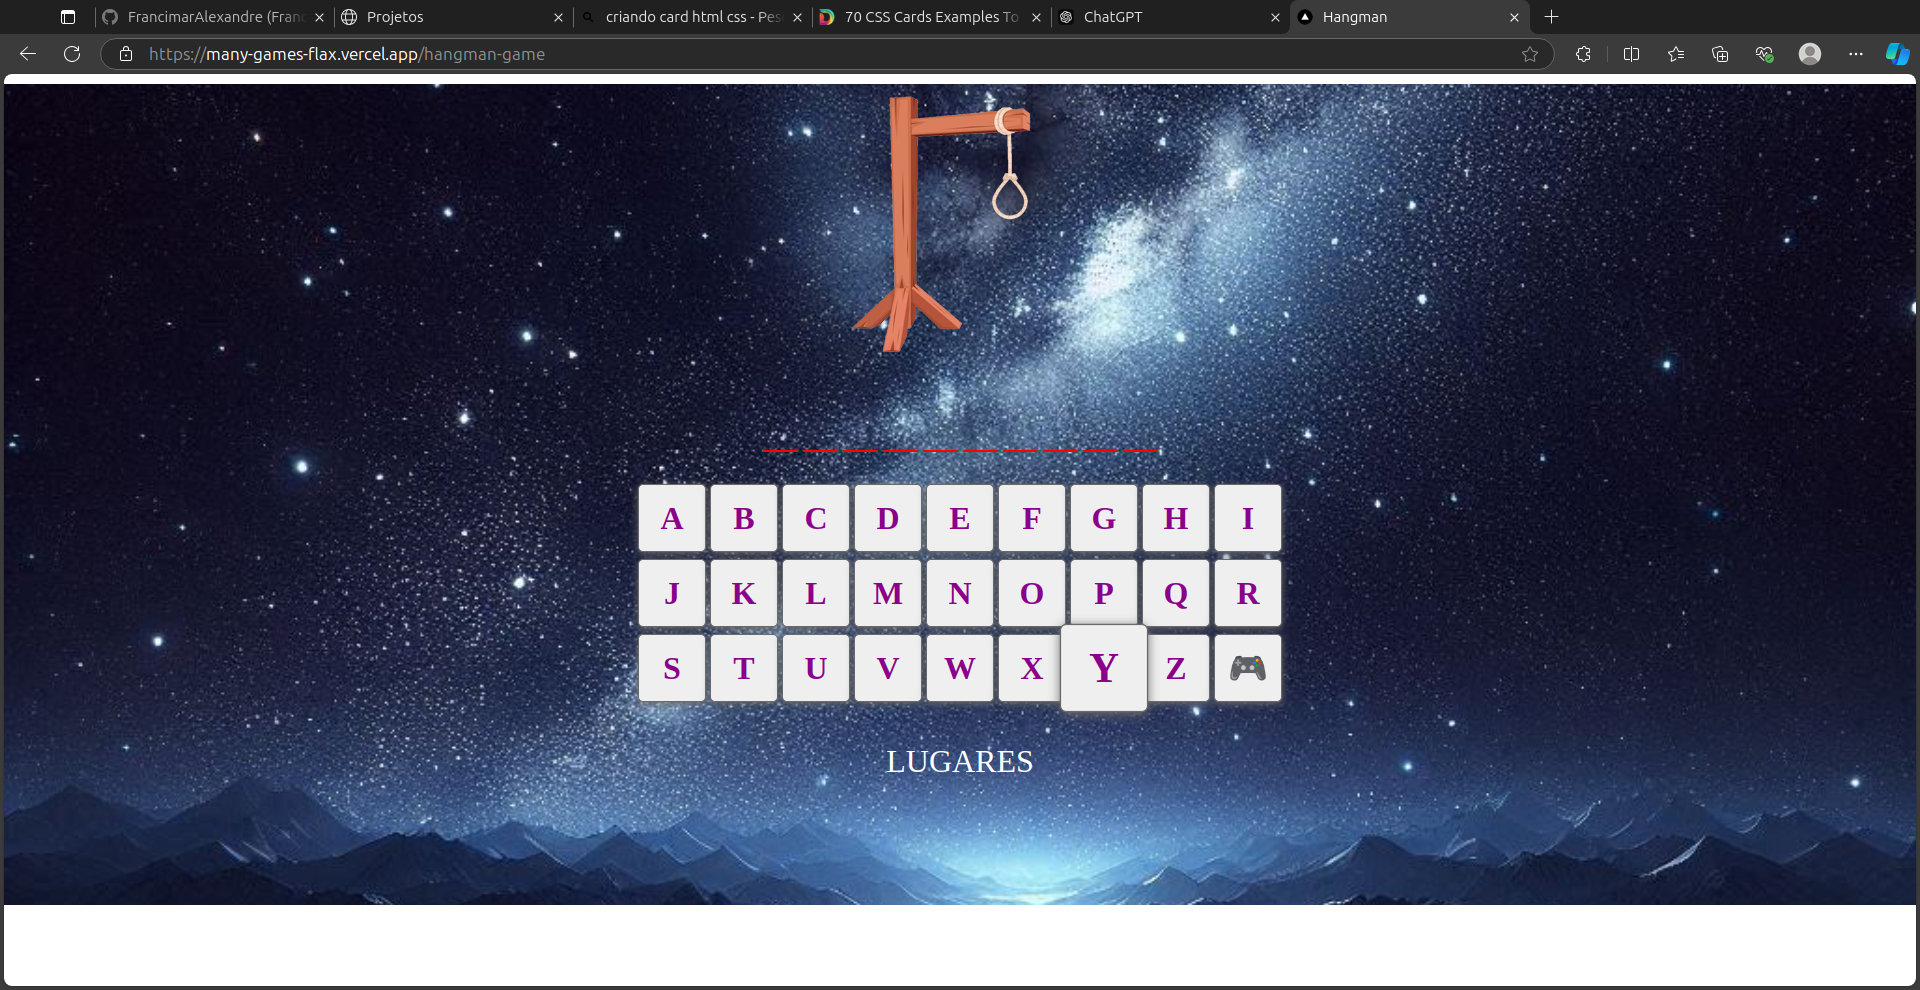 FrancimarAlexandre (Franc
Projetos
criando card html css - Pes
70 CSS Cards Examples To
ChatGPT
Hangman
https://many-games-flax.vercel.app/hangman-game
A B C D E F G H I
J K L M N O P Q R
S T U V W X Y Z
LUGARES